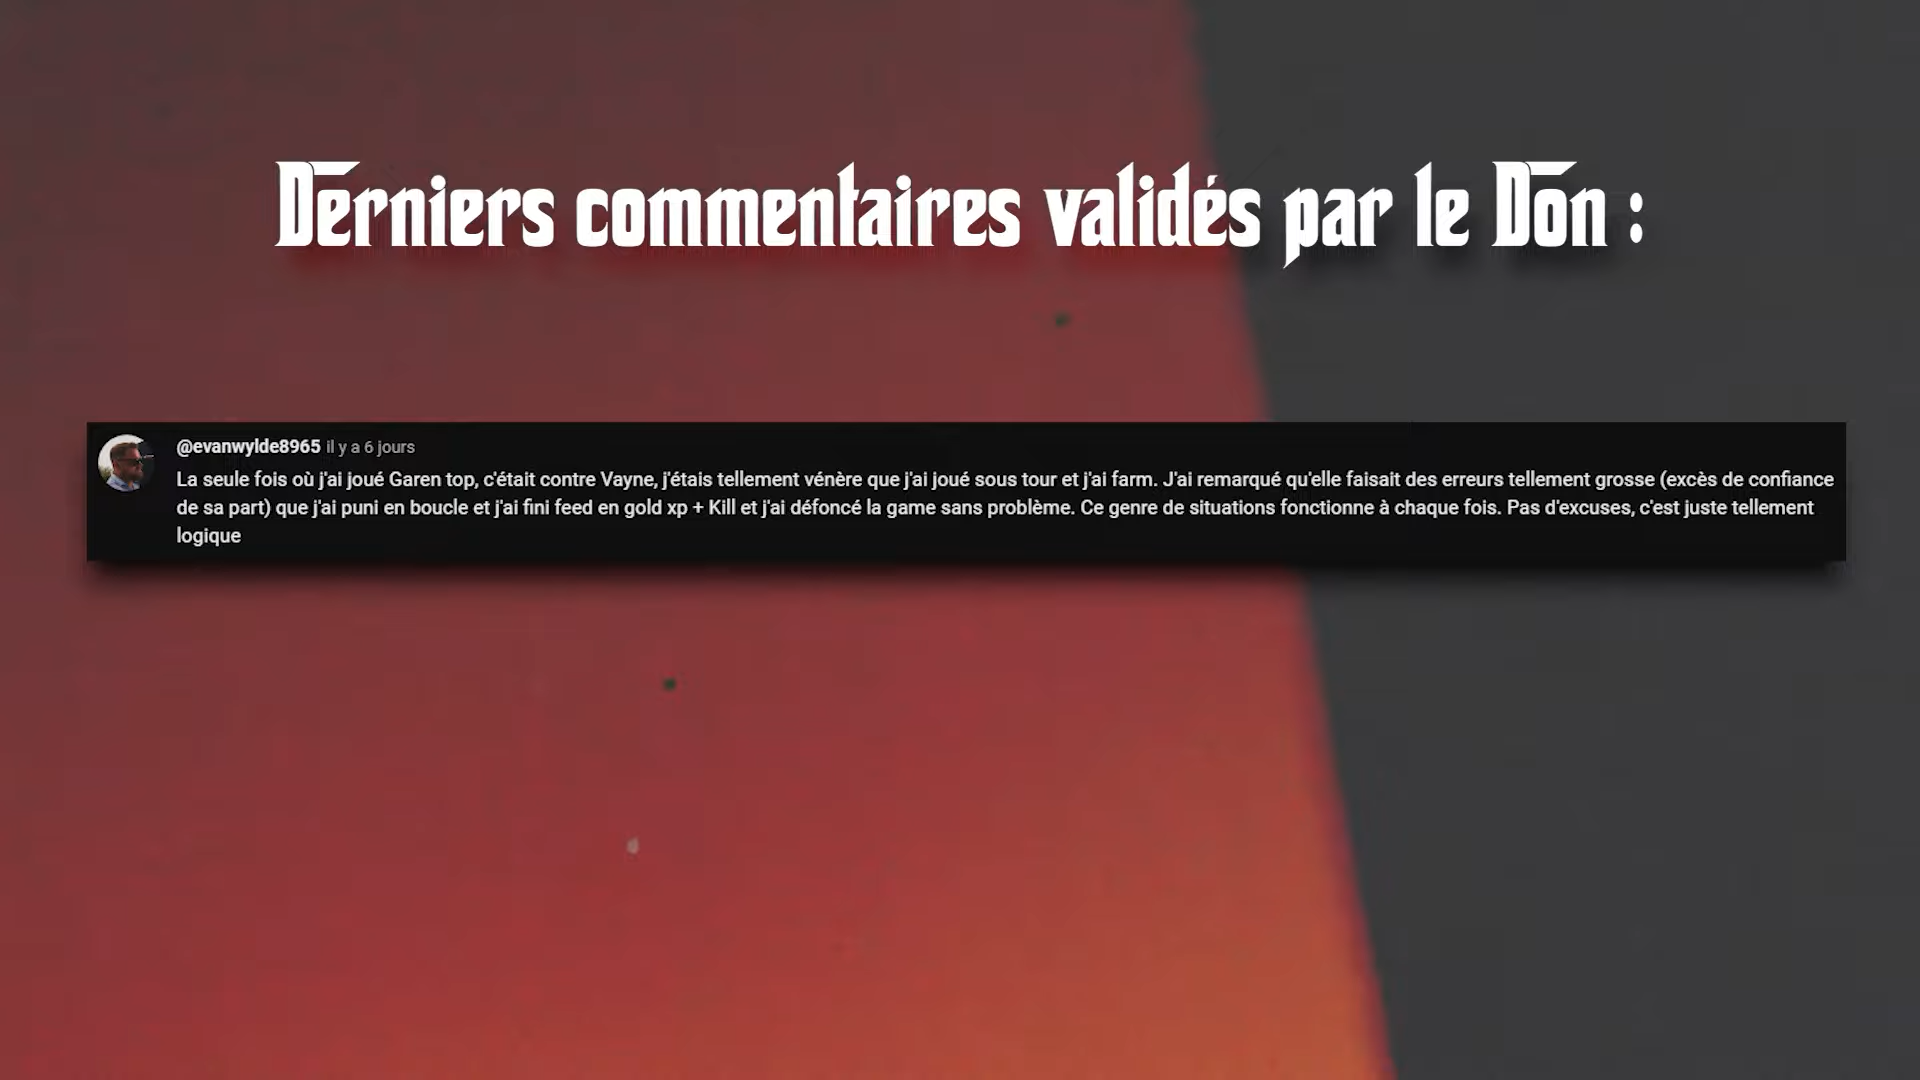 Derniers commentaires validés par le Don :
@evanwylde8965 il y a 6 jours
La seule fois où j'ai joué Garen top, c'était contre Vayne, j'étais tellement vénère que j'ai joué sous tour et j'ai farm. J'ai remarqué qu'elle faisait des erreurs tellement grosse (excès de confiance
de sa part) que j'ai puni en boucle et j'ai fini feed en gold xp + Kill et j'ai défoncé la game sans problème. Ce genre de situations fonctionne à chaque fois. Pas d'excuses, c'est juste tellement
logique